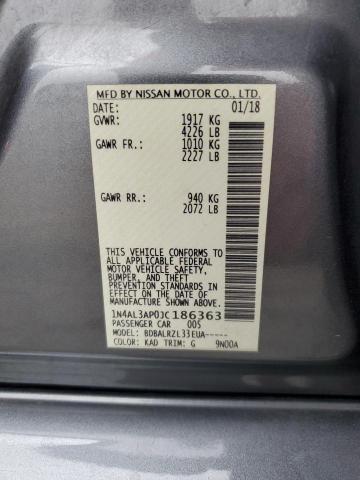 MFD BY NISSAN MOTOR CO., LTD.
DATE: 01/18
GVWR: 1917 KG
4226 LB
GAWR FR.: 1010 KG
2227 LB
GAWR RR.: 940 KG
2072 LB
THIS VEHICLE CONFORMS TO
ALL APPLICABLE FEDERAL
MOTOR VEHICLE SAFETY,
BUMPER, AND THEFT
PREVENTION STANDARDS IN
EFFECT ON THE DATE OF
MANUFACTURE SHOWN ABOVE.
1N4AL3AP0JC186363
PASSENGER CAR 005
MODEL: BDBALRZL33EUA-----
COLOR: KAD TRIM: G 9N00A